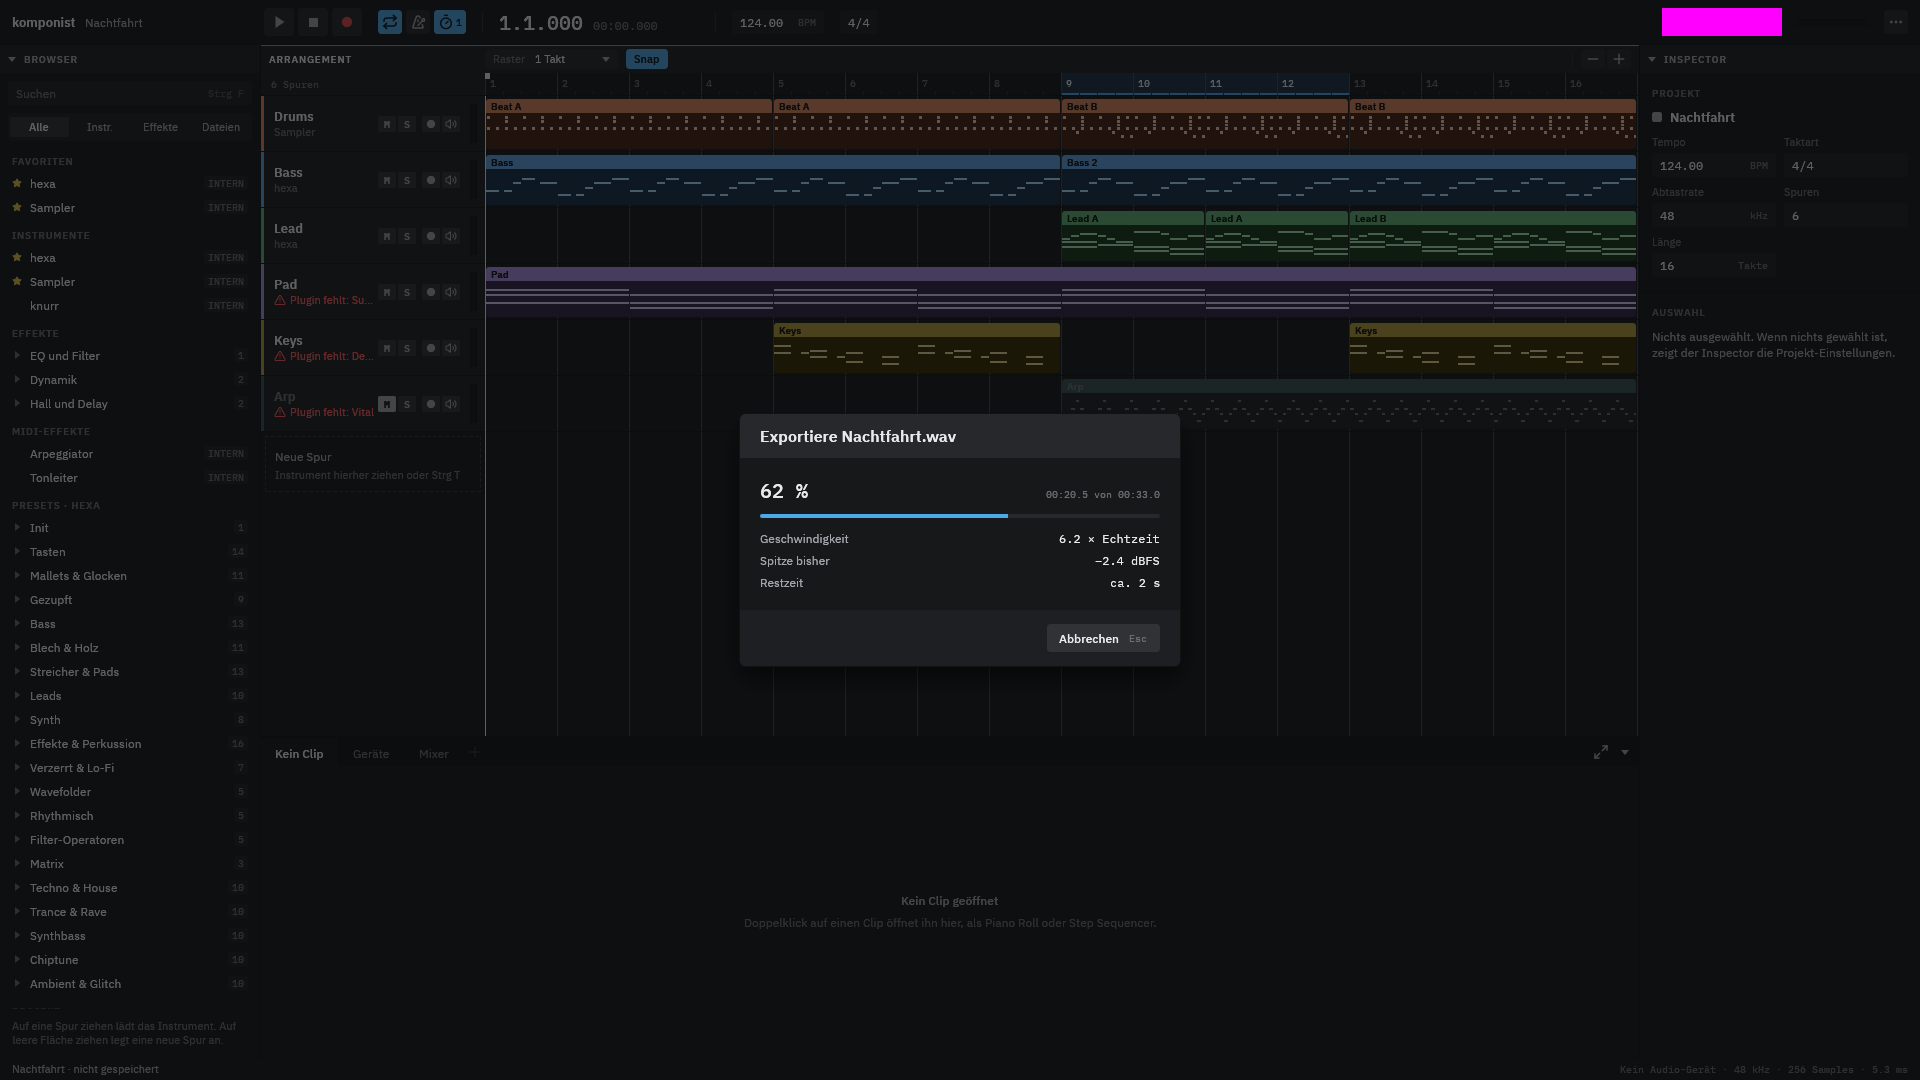 komponist Nachtfahrt
1
1.1.000 00:00.000
124.00 BPM 4/4
BROWSER
Suchen Strg F
Alle Instr. Effekte Dateien
FAVORITEN
hexa INTERN
Sampler INTERN
INSTRUMENTE
hexa INTERN
Sampler INTERN
knurr INTERN
EFFEKTE
EQ und Filter 1
Dynamik 2
Hall und Delay 2
MIDI-EFFEKTE
Arpeggiator INTERN
Tonleiter INTERN
PRESETS · HEXA
Init 1
Tasten 14
Mallets & Glocken 11
Gezupft 9
Bass 13
Blech & Holz 11
Streicher & Pads 13
Leads 10
Synth 8
Effekte & Perkussion 16
Verzerrt & Lo-Fi 7
Wavefolder 5
Rhythmisch 5
Filter-Operatoren 5
Matrix 3
Techno & House 10
Trance & Rave 10
Synthbass 10
Chiptune 10
Ambient & Glitch 10
Auf eine Spur ziehen lädt das Instrument. Auf
leere Fläche ziehen legt eine neue Spur an.
Nachtfahrt · nicht gespeichert
ARRANGEMENT Raster 1 Takt Snap
6 Spuren
1 2 3 4 5 6 7 8 9 10 11 12 13 14 15 16
Drums M S
Sampler
Beat A Beat A Beat B Beat B
Bass M S
hexa
Bass Bass 2
Lead M S
hexa
Lead A Lead A Lead B
Pad M S
Plugin fehlt: Su...
Pad
Keys M S
Plugin fehlt: De...
Keys Keys
Arp M S
Plugin fehlt: Vital
Arp
Neue Spur
Instrument hierher ziehen oder Strg T
Exportiere Nachtfahrt.wav
62 % 00:20.5 von 00:33.0
Geschwindigkeit 6.2 × Echtzeit
Spitze bisher −2.4 dBFS
Restzeit ca. 2 s
Abbrechen Esc
Kein Clip Geräte Mixer
Kein Clip geöffnet
Doppelklick auf einen Clip öffnet ihn hier, als Piano Roll oder Step Sequencer.
INSPECTOR
PROJEKT
Nachtfahrt
Tempo Taktart
124.00 BPM 4/4
Abtastrate Spuren
48 kHz 6
Länge
16 Takte
AUSWAHL
Nichts ausgewählt. Wenn nichts gewählt ist,
zeigt der Inspector die Projekt-Einstellungen.
Kein Audio-Gerät · 48 kHz · 256 Samples · 5.3 ms